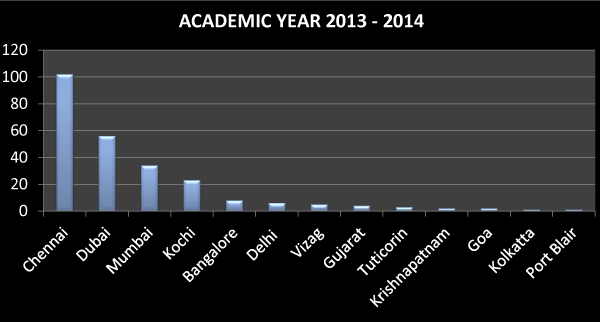 ACADEMIC YEAR 2013 - 2014
120
100
80
60
40
20
0
Chennai
Dubai
Mumbai
Kochi
Bangalore
Delhi
Vizag
Gujarat
Tuticorin
Krishnapatnam
Goa
Kolkatta
Port Blair